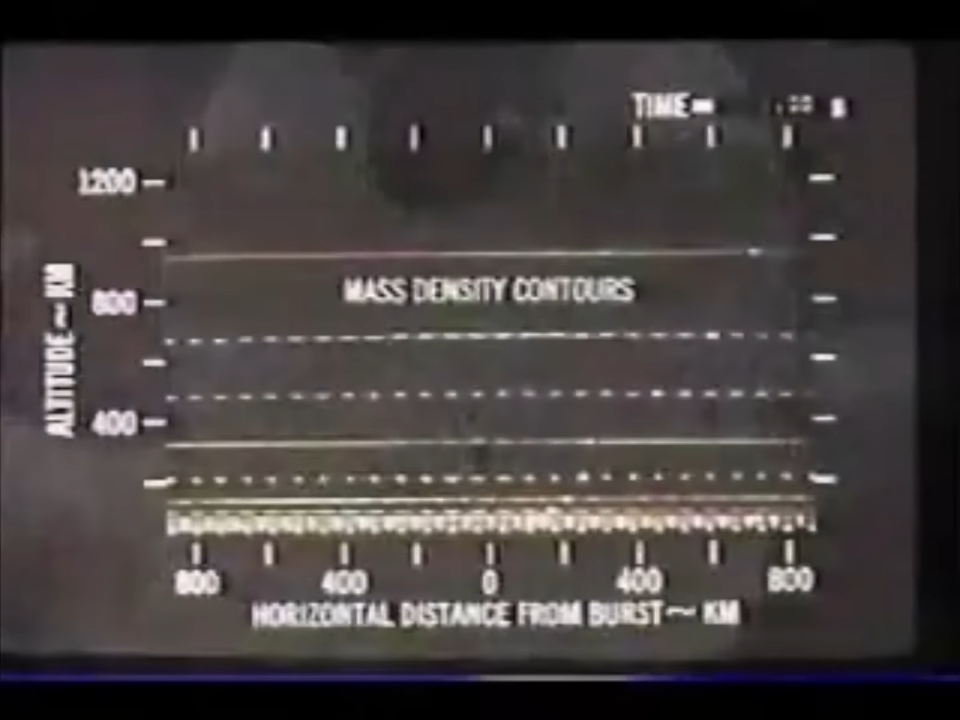 TIME=
S
1200
MASS DENSITY CONTOURS
800
ALTITUDE ~ KM
400
800 400 0 400 800
HORIZONTAL DISTANCE FROM BURST ~ KM